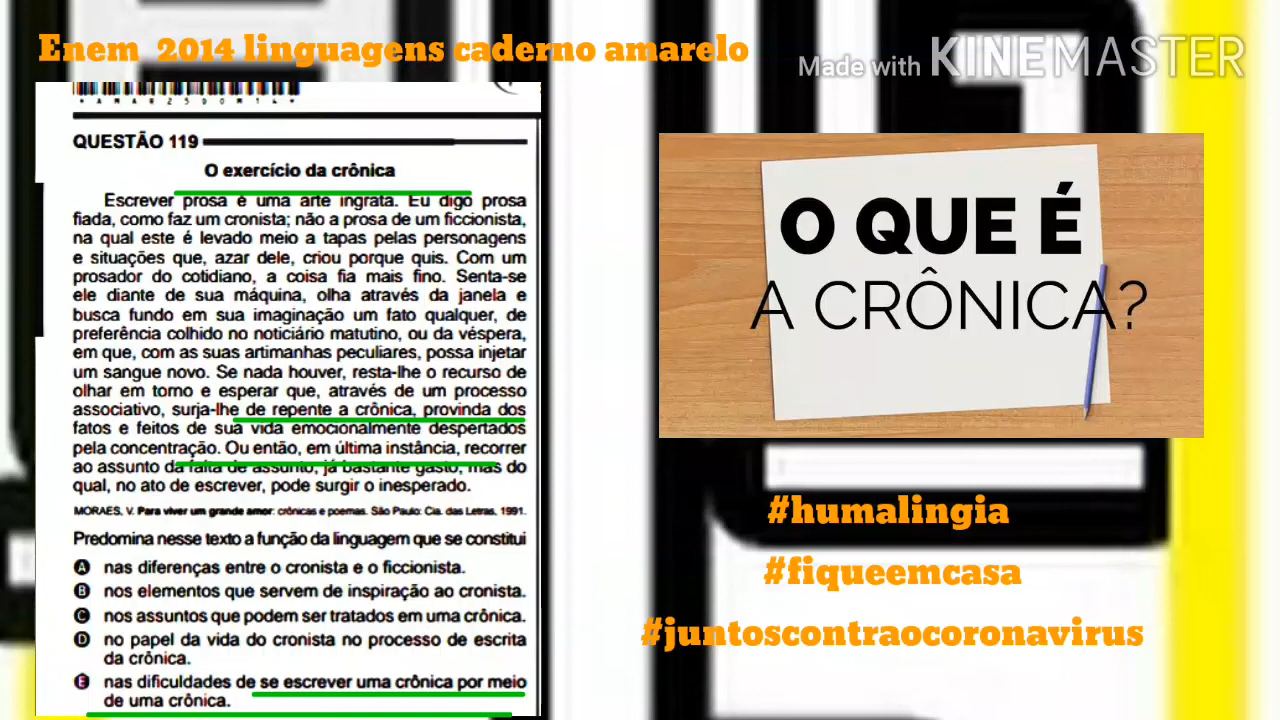 Enem 2014 linguagens caderno amarelo
Made with KINEMASTER
* A M A R 2 5 D O M 1 4 *
QUESTÃO 119
O exercício da crônica
Escrever prosa é uma arte ingrata. Eu digo prosa
fiada, como faz um cronista; não a prosa de um ficcionista,
na qual este é levado meio a tapas pelas personagens
e situações que, azar dele, criou porque quis. Com um
prosador do cotidiano, a coisa fia mais fino. Senta-se
ele diante de sua máquina, olha através da janela e
busca fundo em sua imaginação um fato qualquer, de
preferência colhido no noticiário matutino, ou da véspera,
em que, com as suas artimanhas peculiares, possa injetar
um sangue novo. Se nada houver, resta-lhe o recurso de
olhar em torno e esperar que, através de um processo
associativo, surja-lhe de repente a crônica, provinda dos
fatos e feitos de sua vida emocionalmente despertados
pela concentração. Ou então, em última instância, recorrer
ao assunto da falta de assunto, já bastante gasto, mas do
qual, no ato de escrever, pode surgir o inesperado.
MORAES, V. Para viver um grande amor: crônicas e poemas. São Paulo: Cia. das Letras, 1991.
Predomina nesse texto a função da linguagem que se constitui
A nas diferenças entre o cronista e o ficcionista.
B nos elementos que servem de inspiração ao cronista.
C nos assuntos que podem ser tratados em uma crônica.
D no papel da vida do cronista no processo de escrita
da crônica.
E nas dificuldades de se escrever uma crônica por meio
de uma crônica.
O QUE É
A CRÔNICA?
#humalingia
#fiqueemcasa
#juntoscontraocoronavirus